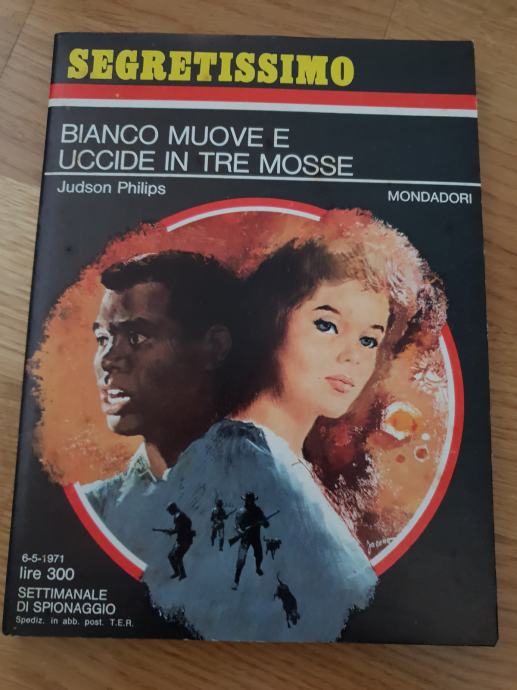 SEGRETISSIMO
BIANCO MUOVE E
UCCIDE IN TRE MOSSE
Judson Philips
MONDADORI
6-5-1971
lire 300
SETTIMANALE
DI SPIONAGGIO
Spediz. in abb. post. T.E.R.